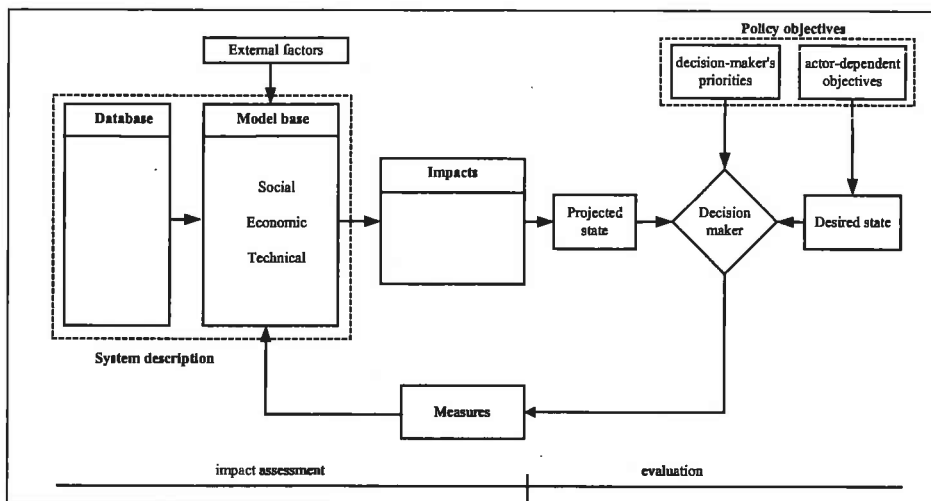 Policy objectives
External factors
decision-maker's
priorities
actor-dependent
objectives
Database
Model base
Social
Economic
Technical
Impacts
Projected
state
Decision
maker
Desired state
System description
Measures
impact assessment
evaluation